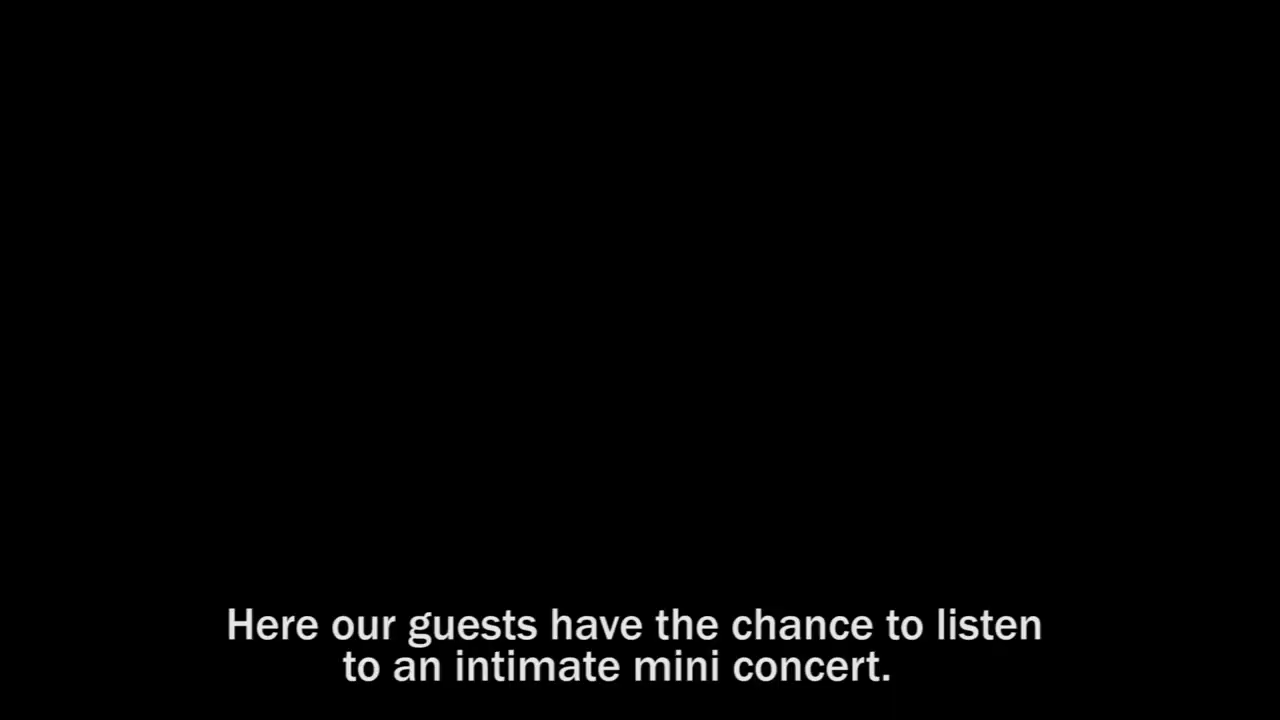 Here our guests have the chance to listen
to an intimate mini concert.